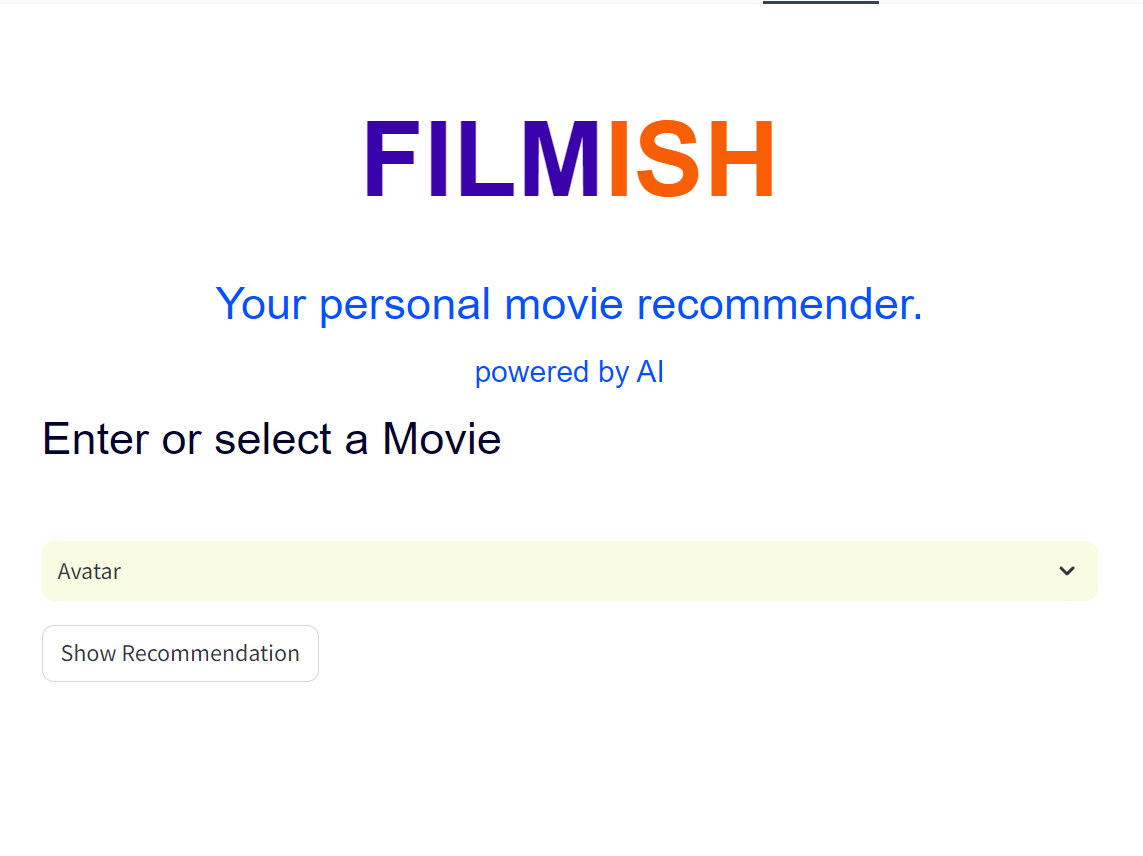 FILMISH
Your personal movie recommender.
powered by AI
Enter or select a Movie
Avatar
Show Recommendation